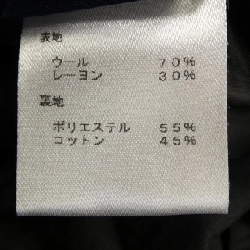 表地
ウール 70%
レーヨン 30%
裏地
ポリエステル 55%
コットン 45%